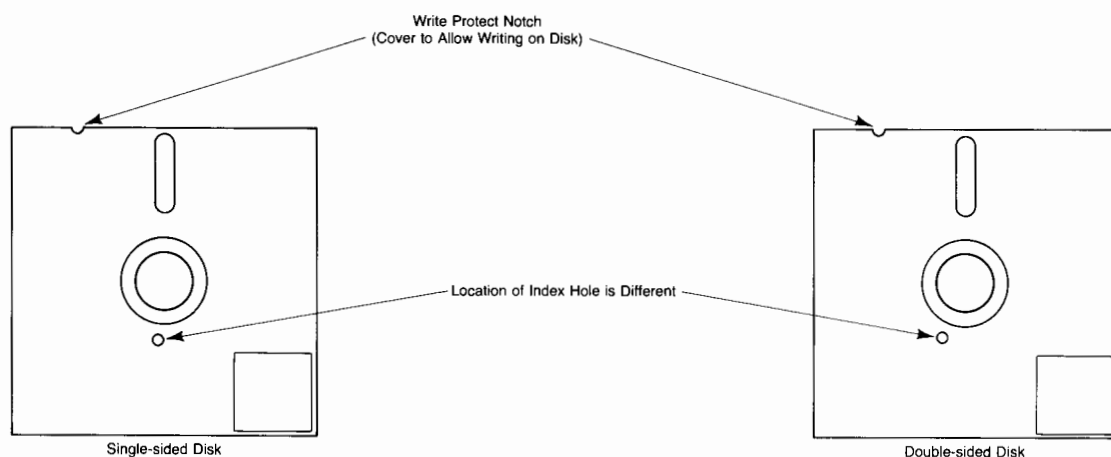 Write Protect Notch
(Cover to Allow Writing on Disk)
Location of Index Hole is Different
Single-sided Disk
Double-sided Disk